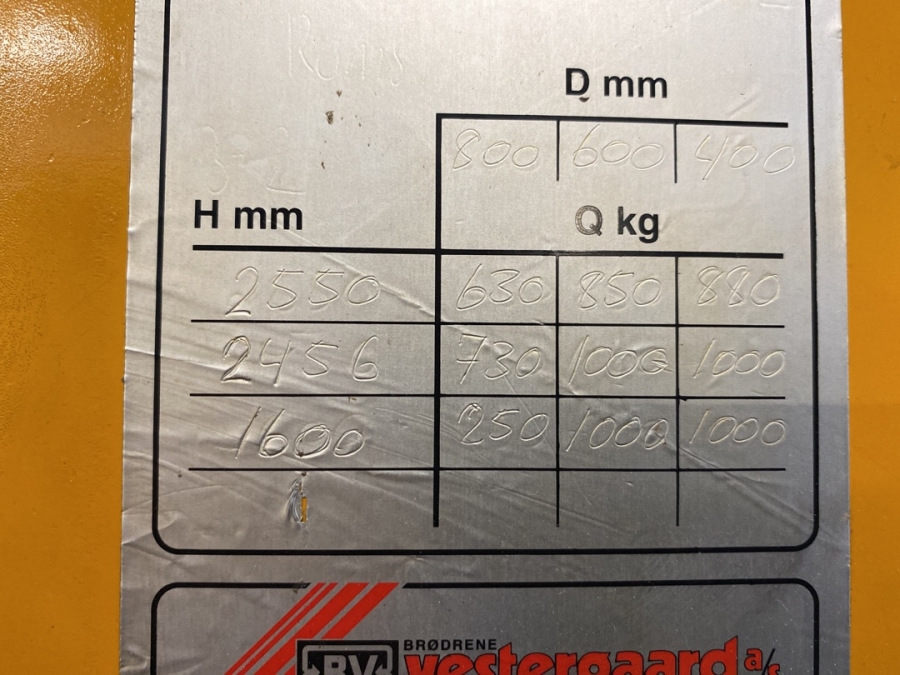 D mm
800 600 400
H mm Q kg
2550 630 850 880
2456 730 1000 1000
1600 250 1000 1000
BRØDRENE
BV vestergaard a/s